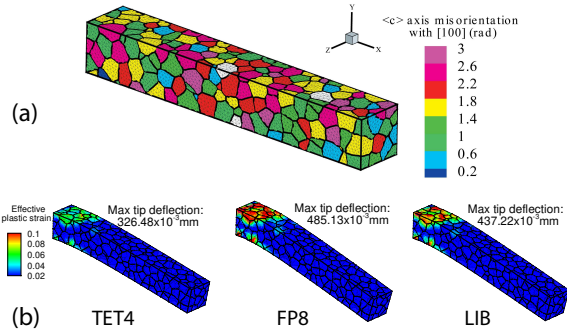 <c> axis misorientation
with [100] (rad)
Y
Z
X
3
2.6
2.2
1.8
1.4
1
0.6
0.2
(a)
Effective
plastic strain
0.1
0.08
0.06
0.04
0.02
Max tip deflection:
326.48x10-3mm
Max tip deflection:
485.13x10-3mm
Max tip deflection:
437.22x10-3mm
(b)
TET4
FP8
LIB